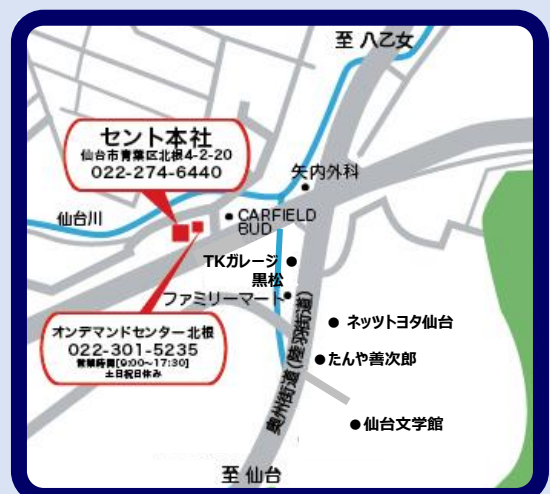 至 八乙女
セント本社
仙台市青葉区北根4-2-20
022-274-6440
矢内外科
仙台川
CARFIELD
BUD
TKガレージ
黒松
ファミリーマート
オンデマンドセンター北根
022-301-5235
営業時間[9:00～17:30]
土日祝日休み
奥州街道(陸羽街道)
ネッツトヨタ仙台
たんや善次郎
仙台文学館
至 仙台